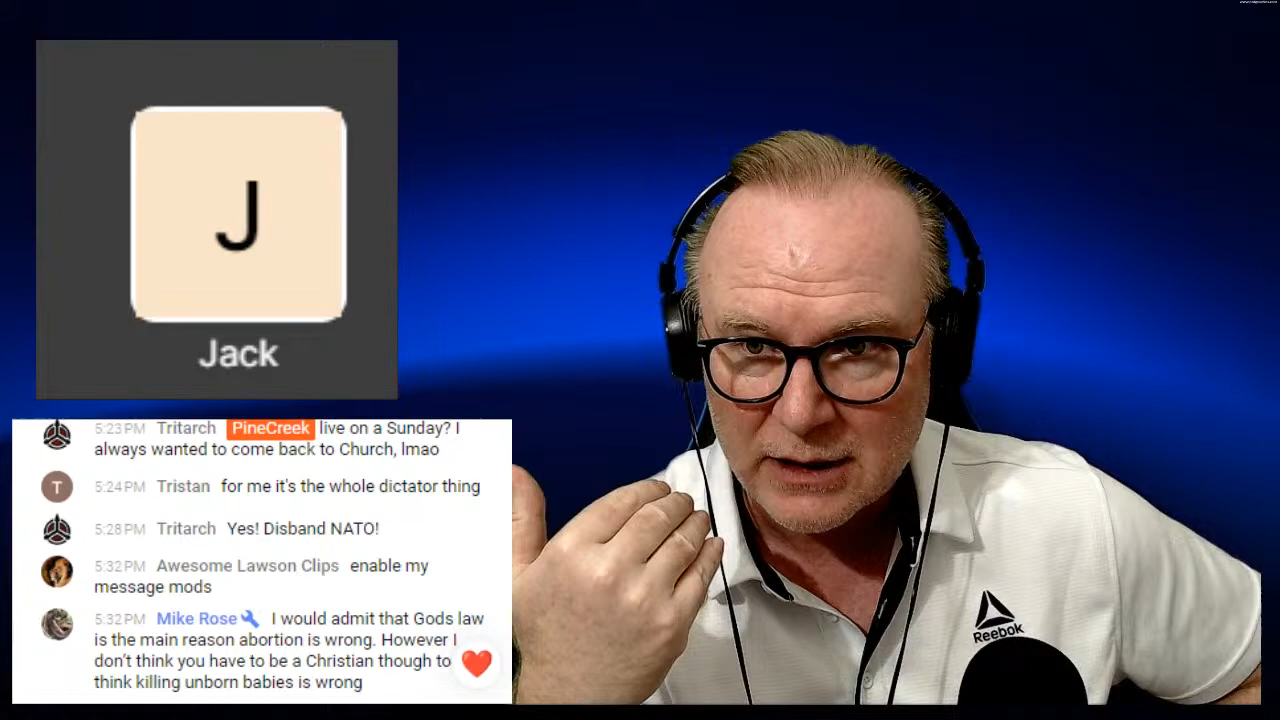 J
Jack
5:23 PM Tritarch PineCreek live on a Sunday? I
always wanted to come back to Church, lmao
T
5:24 PM Tristan for me it's the whole dictator thing
5:28 PM Tritarch Yes! Disband NATO!
5:32 PM Awesome Lawson Clips enable my
message mods
5:32 PM Mike Rose I would admit that Gods law
is the main reason abortion is wrong. However I
don't think you have to be a Christian though to
think killing unborn babies is wrong
Reebok